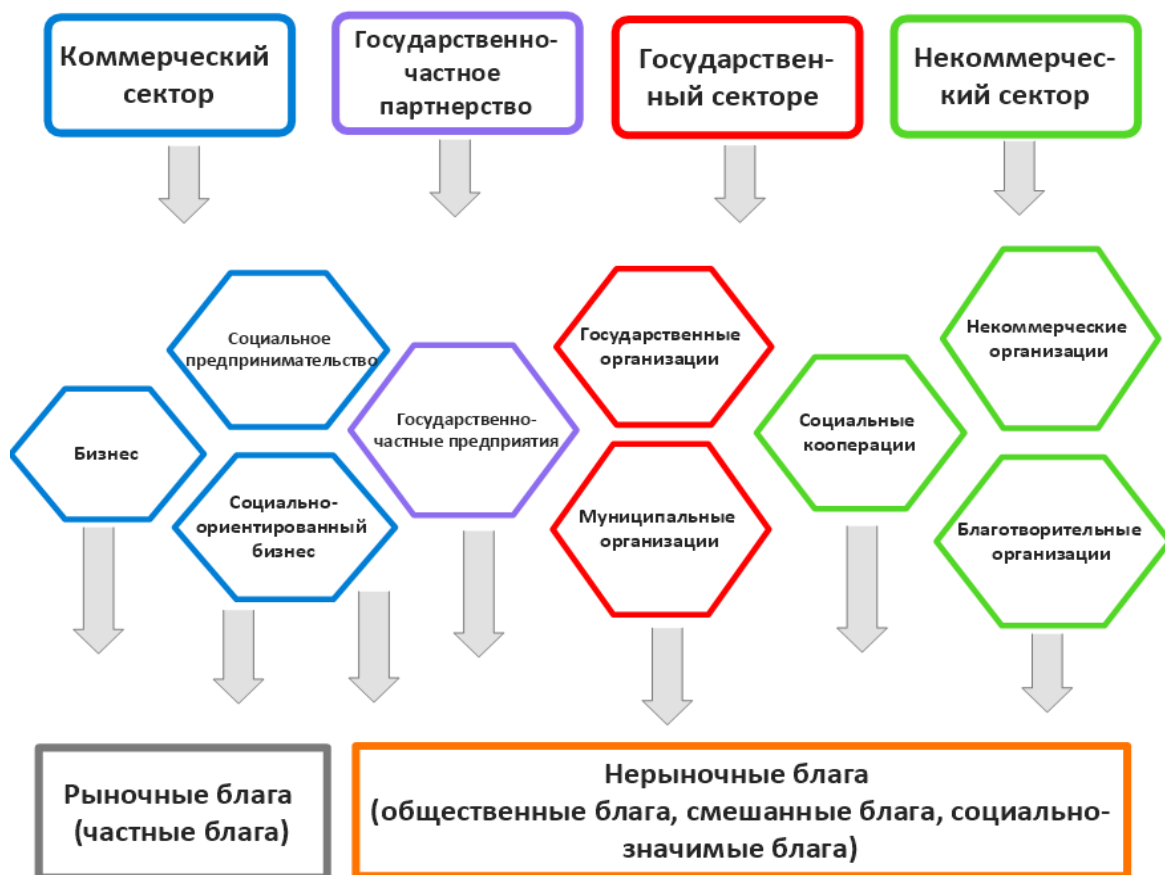 Коммерческий
сектор
Государственно-
частное
партнерство
Государствен-
ный секторе
Некоммерчес-
кий сектор
Социальное
предпринимательство
Государственные
организации
Некоммерческие
организации
Бизнес
Государственно-
частные предприятия
Социальные
кооперации
Социально-
ориентированный
бизнес
Муниципальные
организации
Благотворительные
организации
Рыночные блага
(частные блага)
Нерыночные блага
(общественные блага, смешанные блага, социально-
значимые блага)